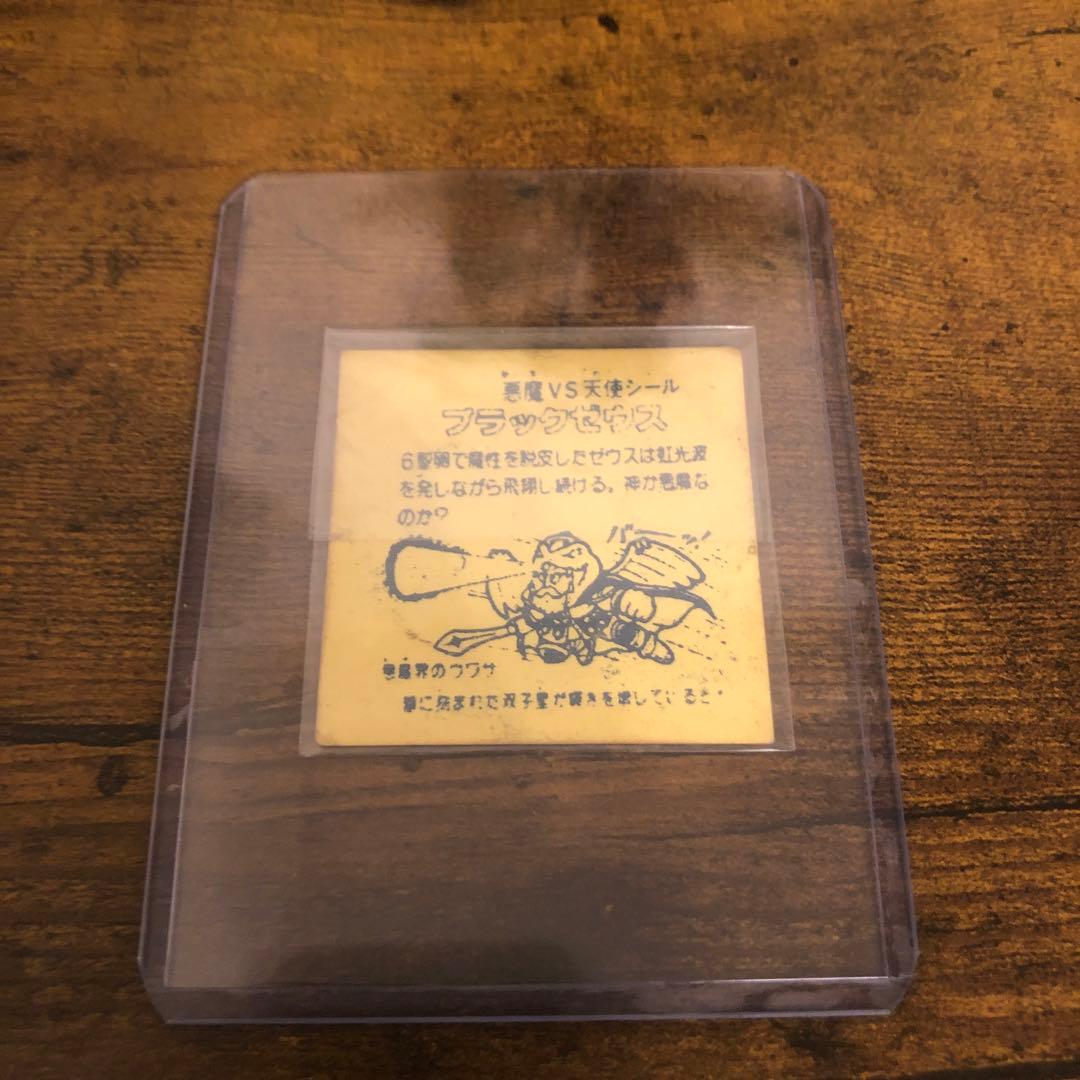 悪魔VS天使シール
ブラックゼウス
6聖卵で魔性を脱皮したゼウスは虹光波
を発しながら飛翔し続ける。神か悪魔な
のか?
バーーッ!
悪魔界のウワサ
に包まれた双子星が輝きを増していると